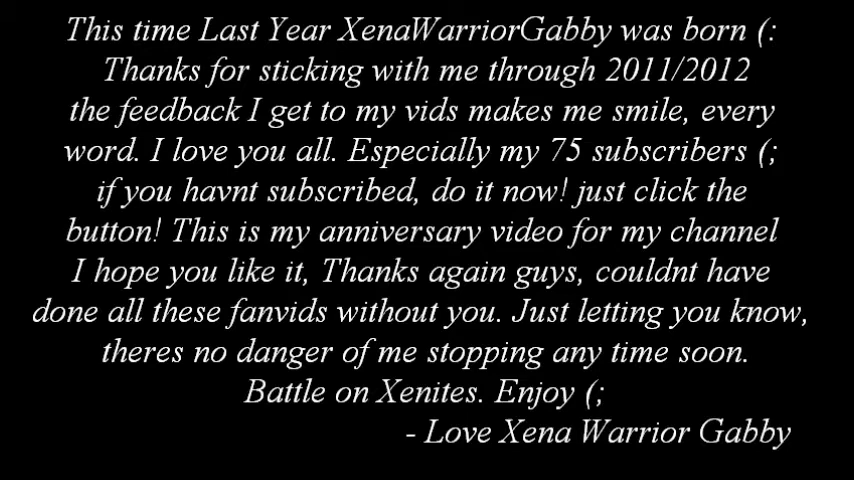 This time Last Year XenaWarriorGabby was born (:
Thanks for sticking with me through 2011/2012
the feedback I get to my vids makes me smile, every
word. I love you all. Especially my 75 subscribers (;
if you havnt subscribed, do it now! just click the
button! This is my anniversary video for my channel
I hope you like it, Thanks again guys, couldnt have
done all these fanvids without you. Just letting you know,
theres no danger of me stopping any time soon.
Battle on Xenites. Enjoy (;
- Love Xena Warrior Gabby